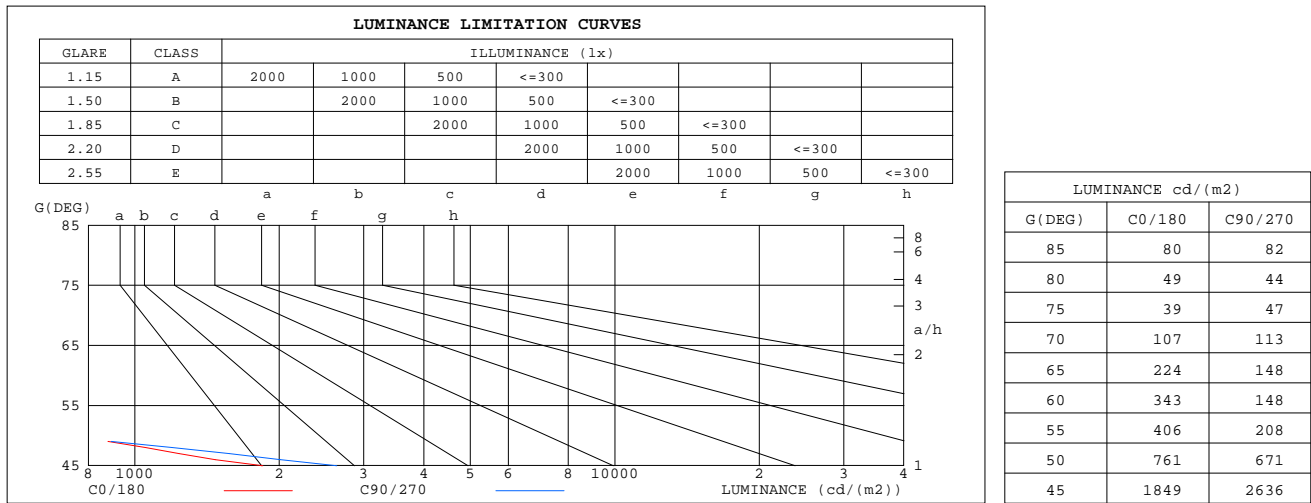 LUMINANCE LIMITATION CURVES
GLARE CLASS ILLUMINANCE (lx)
1.15 A 2000 1000 500 <=300
1.50 B 2000 1000 500 <=300
1.85 C 2000 1000 500 <=300
2.20 D 2000 1000 500 <=300
2.55 E 2000 1000 500 <=300
a b c d e f g h
G(DEG)
a b c d e f g h
85
75
65
55
45
8
6
4
3
a/h
2
1
8 1000 2 3 4 5 6 8 10000 2 3 4
C0/180 C90/270 LUMINANCE (cd/(m2))
LUMINANCE cd/(m2)
G(DEG) C0/180 C90/270
85 80 82
80 49 44
75 39 47
70 107 113
65 224 148
60 343 148
55 406 208
50 761 671
45 1849 2636